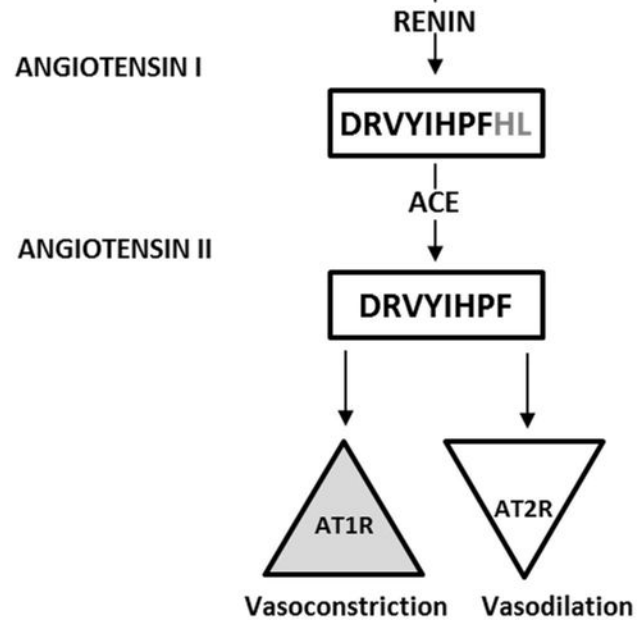 RENIN
ANGIOTENSIN I
DRVYIHPFHL
ACE
ANGIOTENSIN II
DRVYIHPF
AT1R
AT2R
Vasoconstriction
Vasodilation